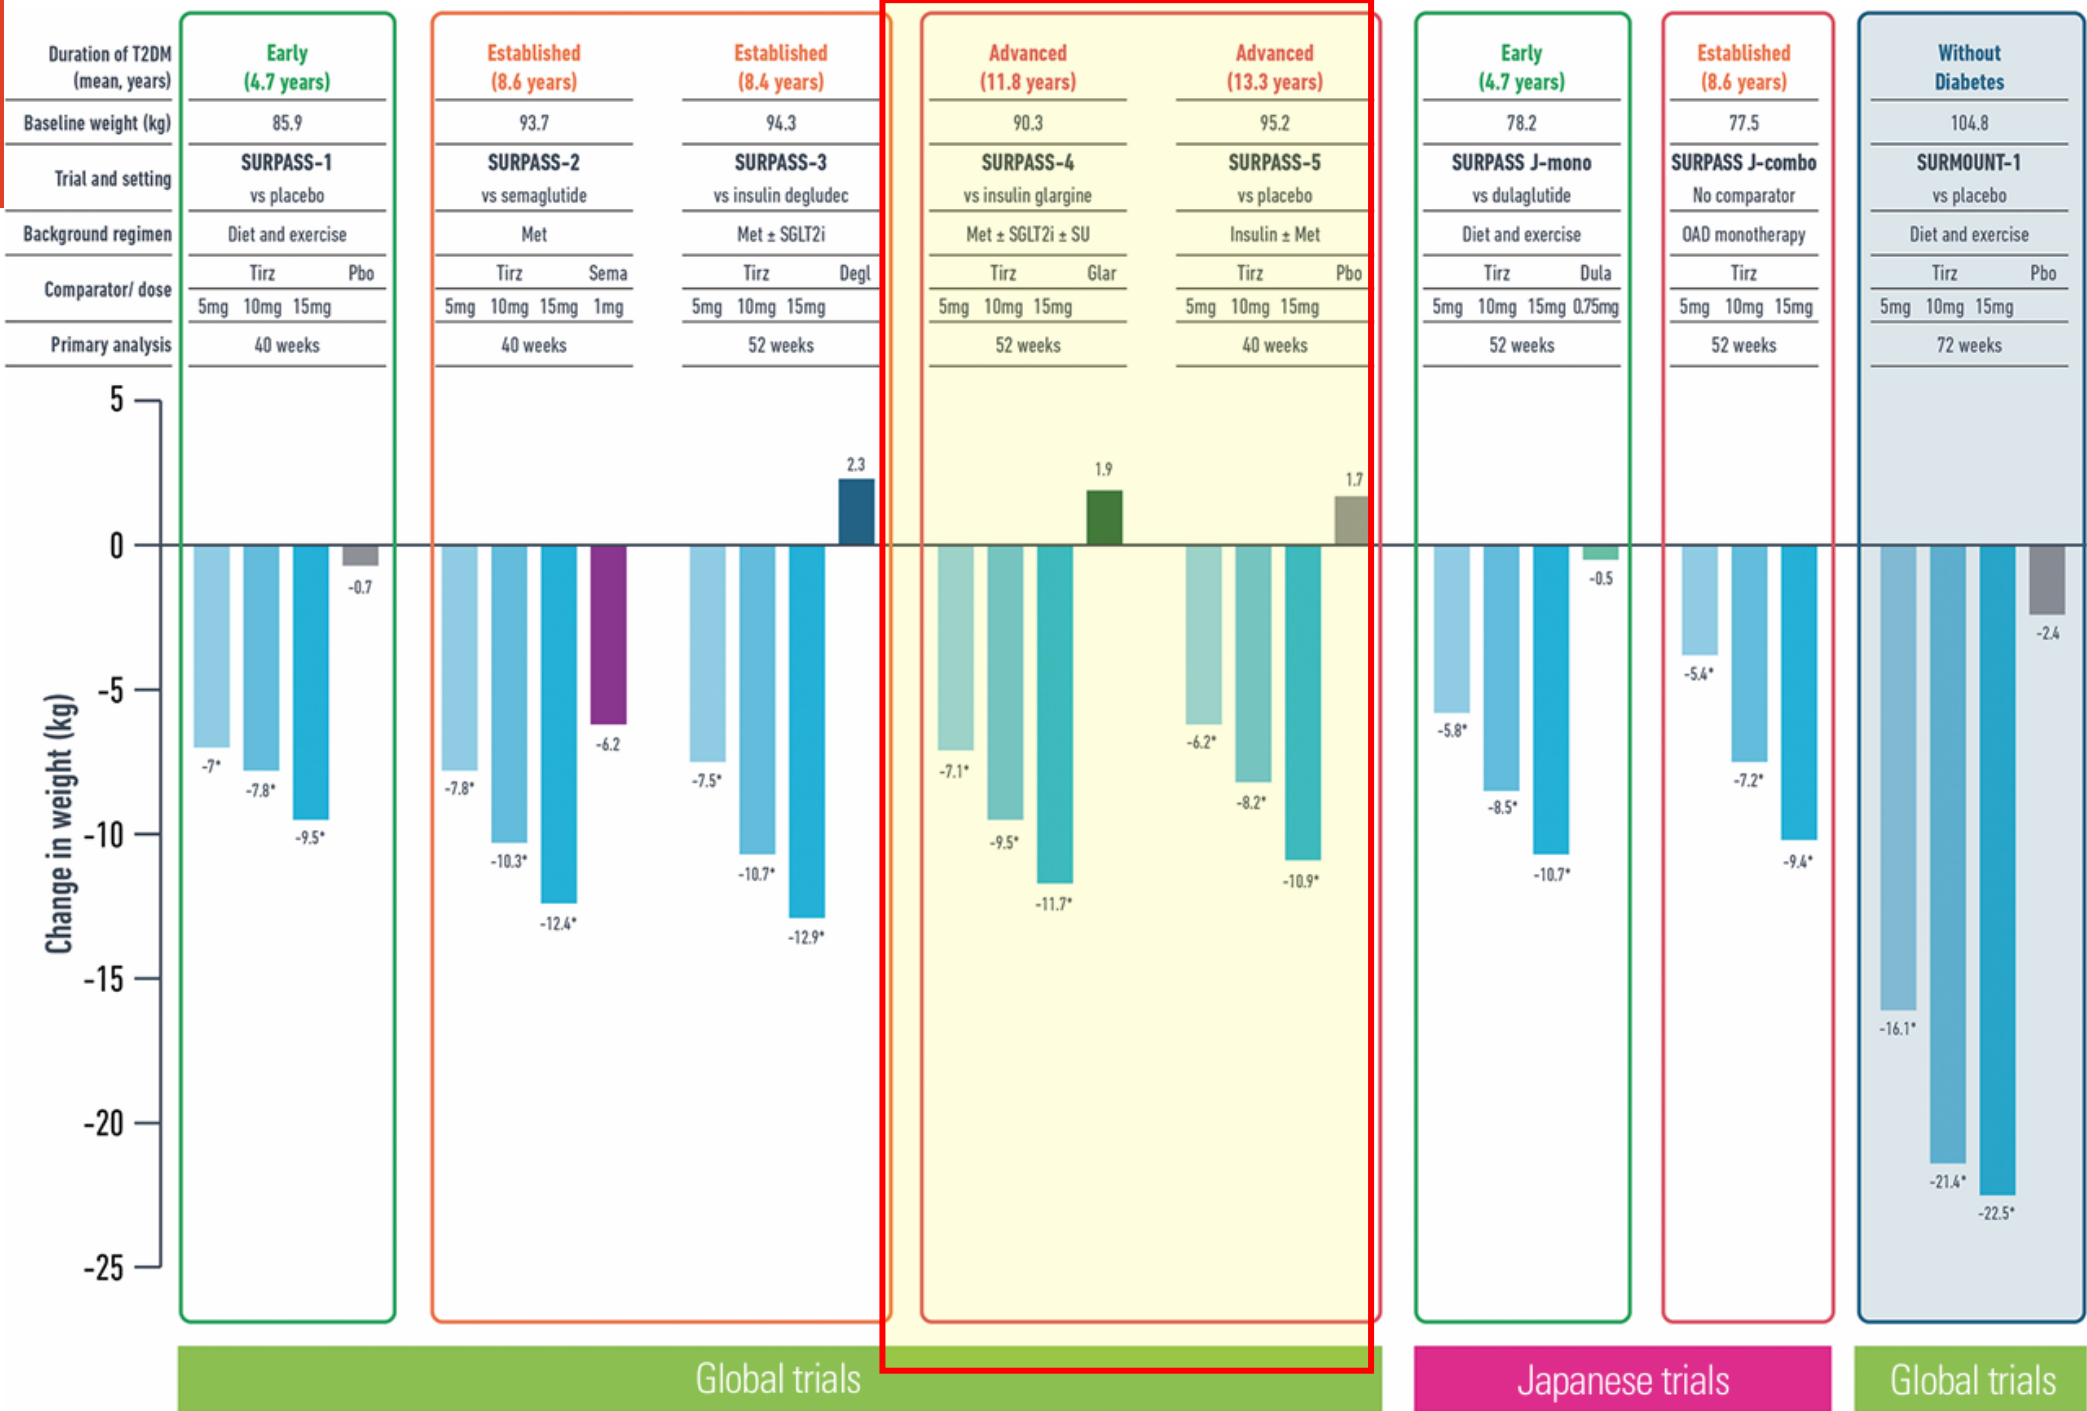 Duration of T2DM
(mean, years)
Early
(4.7 years)
Established
(8.6 years)
Established
(8.4 years)
Advanced
(11.8 years)
Advanced
(13.3 years)
Early
(4.7 years)
Established
(8.6 years)
Without
Diabetes
Baseline weight (kg)
85.9
93.7
94.3
90.3
95.2
78.2
77.5
104.8
Trial and setting
SURPASS-1
vs placebo
SURPASS-2
vs semaglutide
SURPASS-3
vs insulin degludec
SURPASS-4
vs insulin glargine
SURPASS-5
vs placebo
SURPASS J-mono
vs dulaglutide
SURPASS J-combo
No comparator
SURMOUNT-1
vs placebo
Background regimen
Diet and exercise
Met
Met ± SGLT2i
Met ± SGLT2i ± SU
Insulin ± Met
Diet and exercise
OAD monotherapy
Diet and exercise
Comparator/ dose
Tirz Pbo
5mg 10mg 15mg
Tirz Sema
5mg 10mg 15mg 1mg
Tirz Degl
5mg 10mg 15mg
Tirz Glar
5mg 10mg 15mg
Tirz Pbo
5mg 10mg 15mg
Tirz Dula
5mg 10mg 15mg 0.75mg
Tirz
5mg 10mg 15mg
Tirz Pbo
5mg 10mg 15mg
Primary analysis
40 weeks
40 weeks
52 weeks
52 weeks
40 weeks
52 weeks
52 weeks
72 weeks
Change in weight (kg)
5
0
-5
-10
-15
-20
-25
-7*
-7.8*
-9.5*
-0.7
-7.8*
-10.3*
-12.4*
-6.2
-7.5*
-10.7*
-12.9*
2.3
-7.1*
-9.5*
-11.7*
1.9
-6.2*
-8.2*
-10.9*
1.7
-5.8*
-8.5*
-10.7*
-0.5
-5.4*
-7.2*
-9.4*
-16.1*
-21.4*
-22.5*
-2.4
Global trials
Japanese trials
Global trials